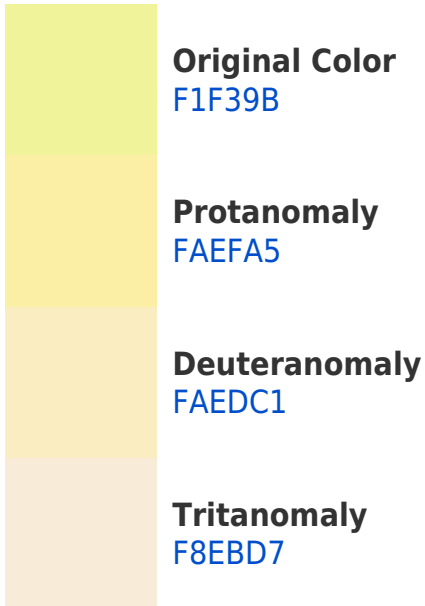 Original Color
F1F39B
Protanomaly
FAEFA5
Deuteranomaly
FAEDC1
Tritanomaly
F8EBD7